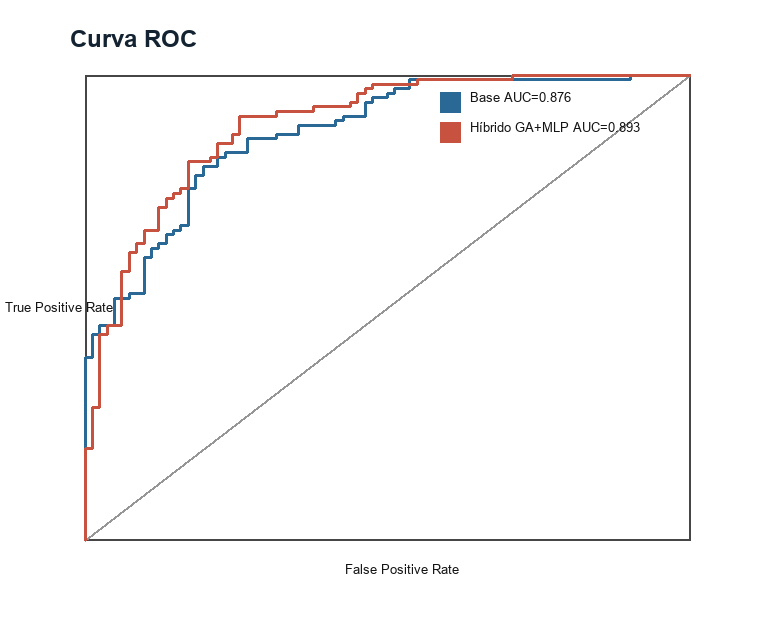 Curva ROC
Base AUC=0.876
Híbrido GA+MLP AUC=0.893
True Positive Rate
False Positive Rate